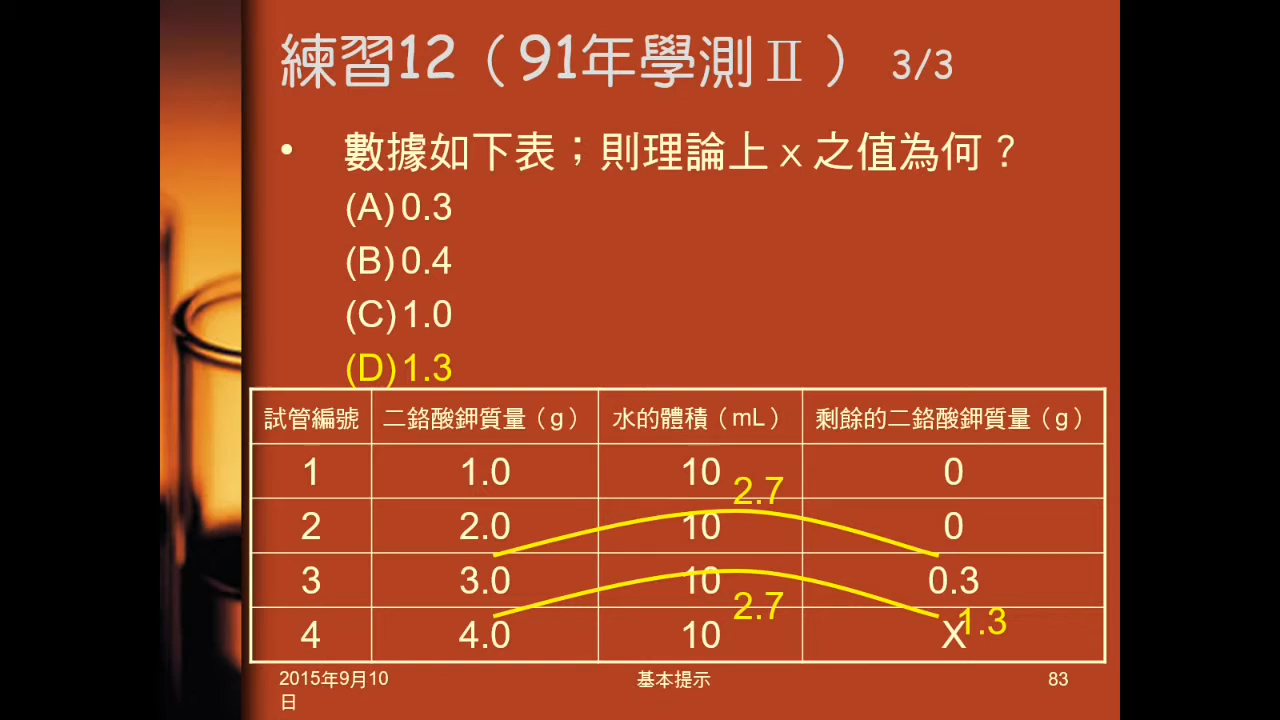 練習12（91年學測Ⅱ） 3/3
• 數據如下表；則理論上 x 之值為何？
(A) 0.3
(B) 0.4
(C) 1.0
(D) 1.3
試管編號 二鉻酸鉀質量（g） 水的體積（mL） 剩餘的二鉻酸鉀質量（g）
1 1.0 10 0
2.7
2 2.0 10 0
3 3.0 10 0.3
2.7
4 4.0 10 X 1.3
2015年9月10日 基本提示 83